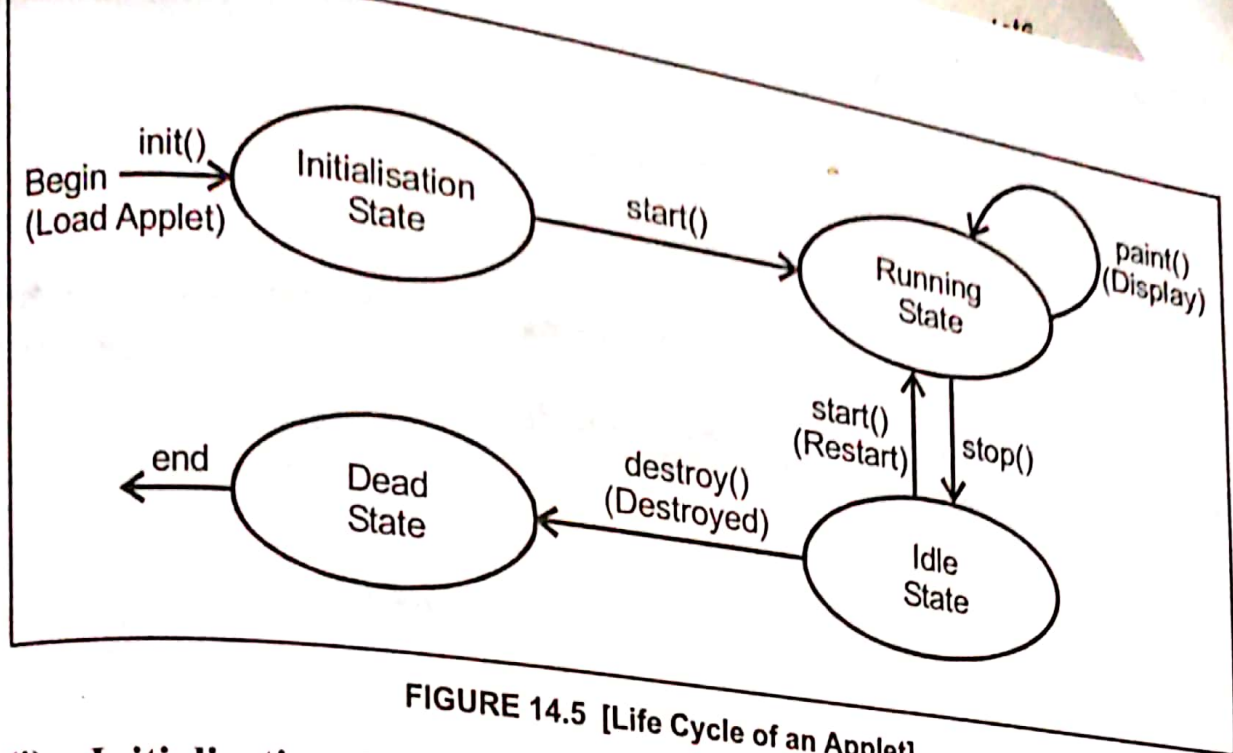 init()
Begin
(Load Applet)
Initialisation
State
start()
Running
State
paint()
(Display)
start()
(Restart)
stop()
end
Dead
State
destroy()
(Destroyed)
Idle
State
FIGURE 14.5 [Life Cycle of an Applet]